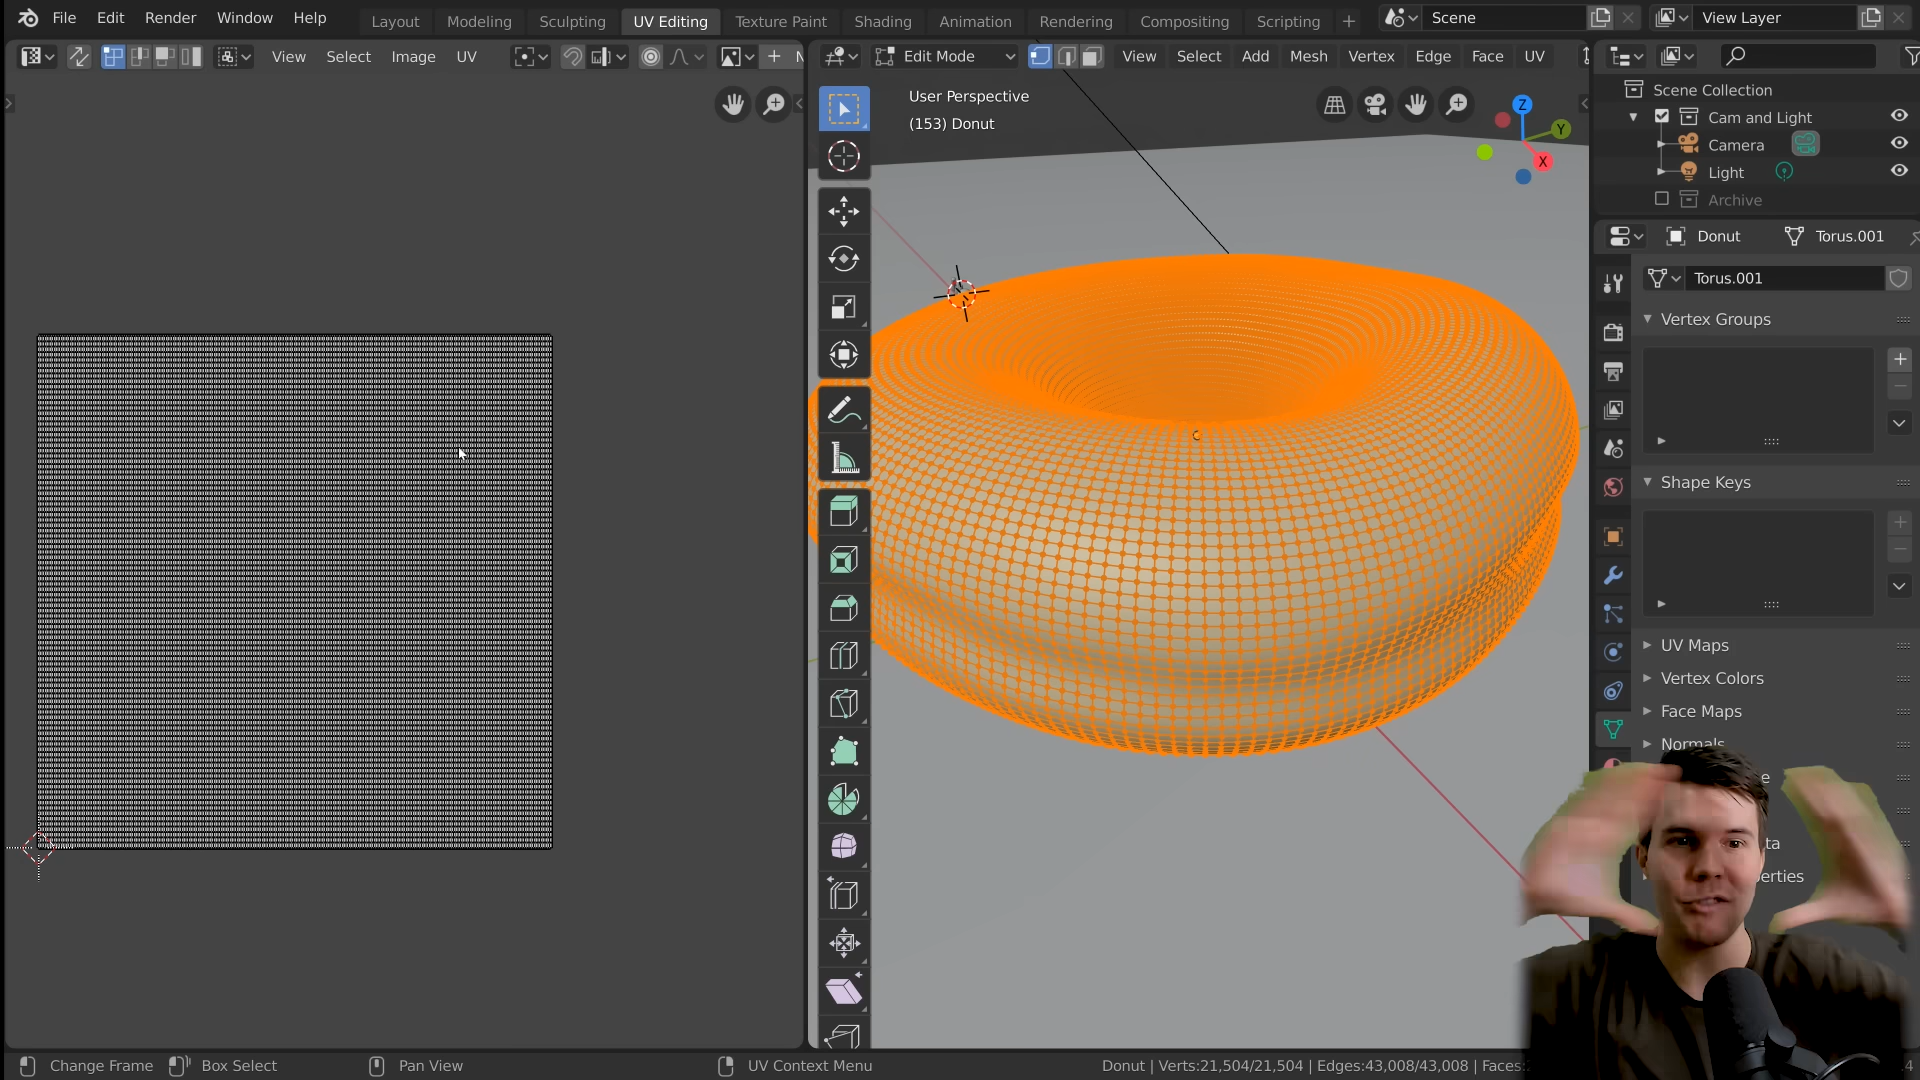 File Edit Render Window Help Layout Modeling Sculpting UV Editing Texture Paint Shading Animation Rendering Compositing Scripting Scene View Layer
View Select Image UV Edit Mode View Select Add Mesh Vertex Edge Face UV
User Perspective
(153) Donut
Z
Y
X
Scene Collection
Cam and Light
Camera
Light
Archive
Donut Torus.001
Torus.001
Vertex Groups
Shape Keys
UV Maps
Vertex Colors
Face Maps
Normals
Change Frame Box Select Pan View UV Context Menu Donut | Verts:21,504/21,504 | Edges:43,008/43,008 | Faces: